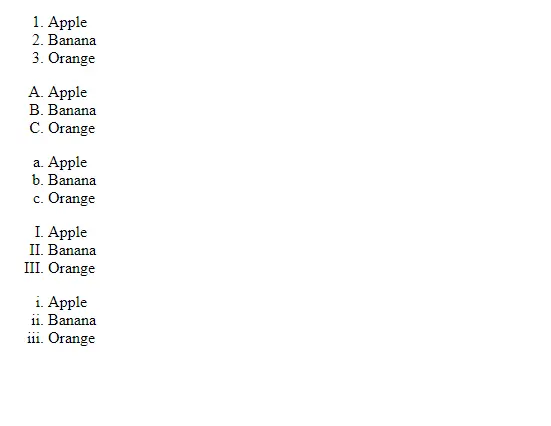 1. Apple
2. Banana
3. Orange
A. Apple
B. Banana
C. Orange
a. Apple
b. Banana
c. Orange
I. Apple
II. Banana
III. Orange
i. Apple
ii. Banana
iii. Orange